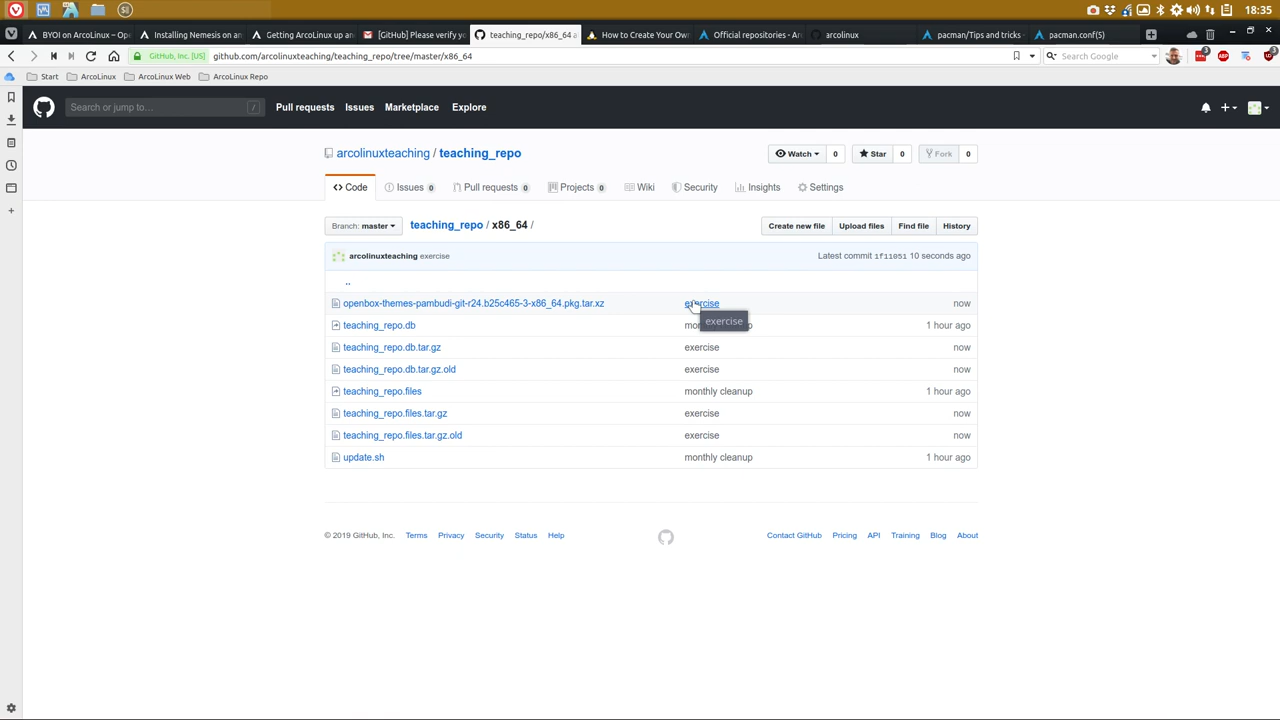 18:35
BYOI on ArcoLinux – Op
Installing Nemesis on an
Getting ArcoLinux up an
[GitHub] Please verify yo
teaching_repo/x86_64 a
How to Create Your Ow
Official repositories - Ar
arcolinux
pacman/Tips and tricks -
pacman.conf(5)
GitHub, Inc. [US]
github.com/arcolinuxteaching/teaching_repo/tree/master/x86_64
Search Google
3
ABP
3
Start
ArcoLinux
ArcoLinux Web
ArcoLinux Repo
Search or jump to…
/
Pull requests
Issues
Marketplace
Explore
arcolinuxteaching / teaching_repo
Watch
0
Star
0
Fork
0
Code
Issues 0
Pull requests 0
Projects 0
Wiki
Security
Insights
Settings
Branch: master
teaching_repo / x86_64 /
Create new file
Upload files
Find file
History
arcolinuxteaching exercise
Latest commit 1f11051 10 seconds ago
..
openbox-themes-pambudi-git-r24.b25c465-3-x86_64.pkg.tar.xz
exercise
now
exercise
teaching_repo.db
1 hour ago
teaching_repo.db.tar.gz
exercise
now
teaching_repo.db.tar.gz.old
exercise
now
teaching_repo.files
monthly cleanup
1 hour ago
teaching_repo.files.tar.gz
exercise
now
teaching_repo.files.tar.gz.old
exercise
now
update.sh
monthly cleanup
1 hour ago
© 2019 GitHub, Inc.
Terms
Privacy
Security
Status
Help
Contact GitHub
Pricing
API
Training
Blog
About